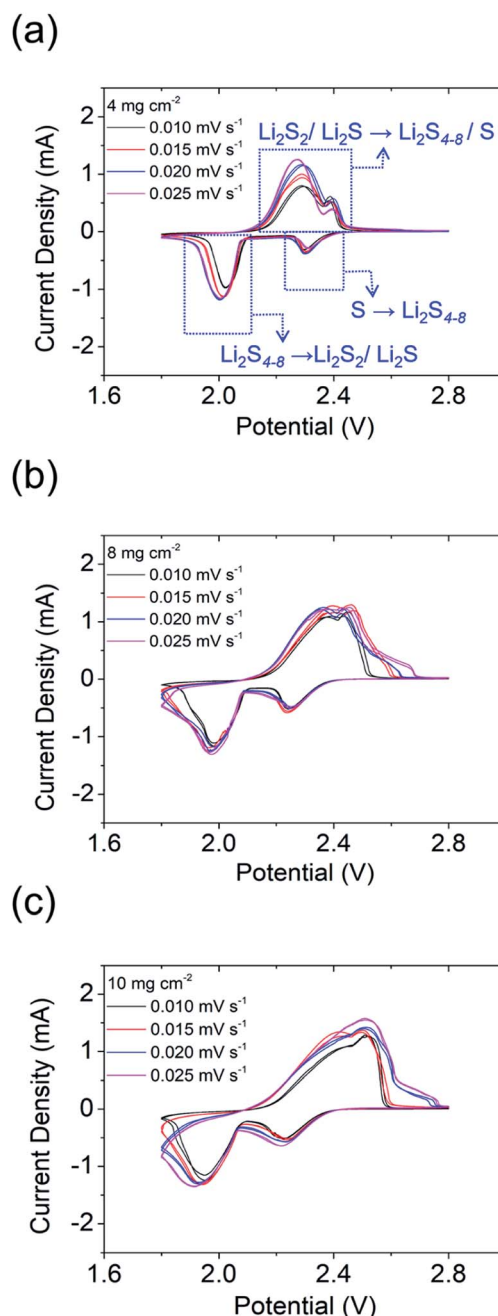 (a)
2
1
0
-1
-2
1.6
2.0
2.4
2.8
Current Density (mA)
Potential (V)
4 mg cm⁻²
0.010 mV s⁻¹
0.015 mV s⁻¹
0.020 mV s⁻¹
0.025 mV s⁻¹
Li₂S₂/ Li₂S → Li₂S₄₋₈ / S
S → Li₂S₄₋₈
Li₂S₄₋₈→Li₂S₂/ Li₂S
(b)
2
1
0
-1
-2
1.6
2.0
2.4
2.8
Current Density (mA)
Potential (V)
8 mg cm⁻²
0.010 mV s⁻¹
0.015 mV s⁻¹
0.020 mV s⁻¹
0.025 mV s⁻¹
(c)
2
1
0
-1
-2
1.6
2.0
2.4
2.8
Current Density (mA)
Potential (V)
10 mg cm⁻²
0.010 mV s⁻¹
0.015 mV s⁻¹
0.020 mV s⁻¹
0.025 mV s⁻¹